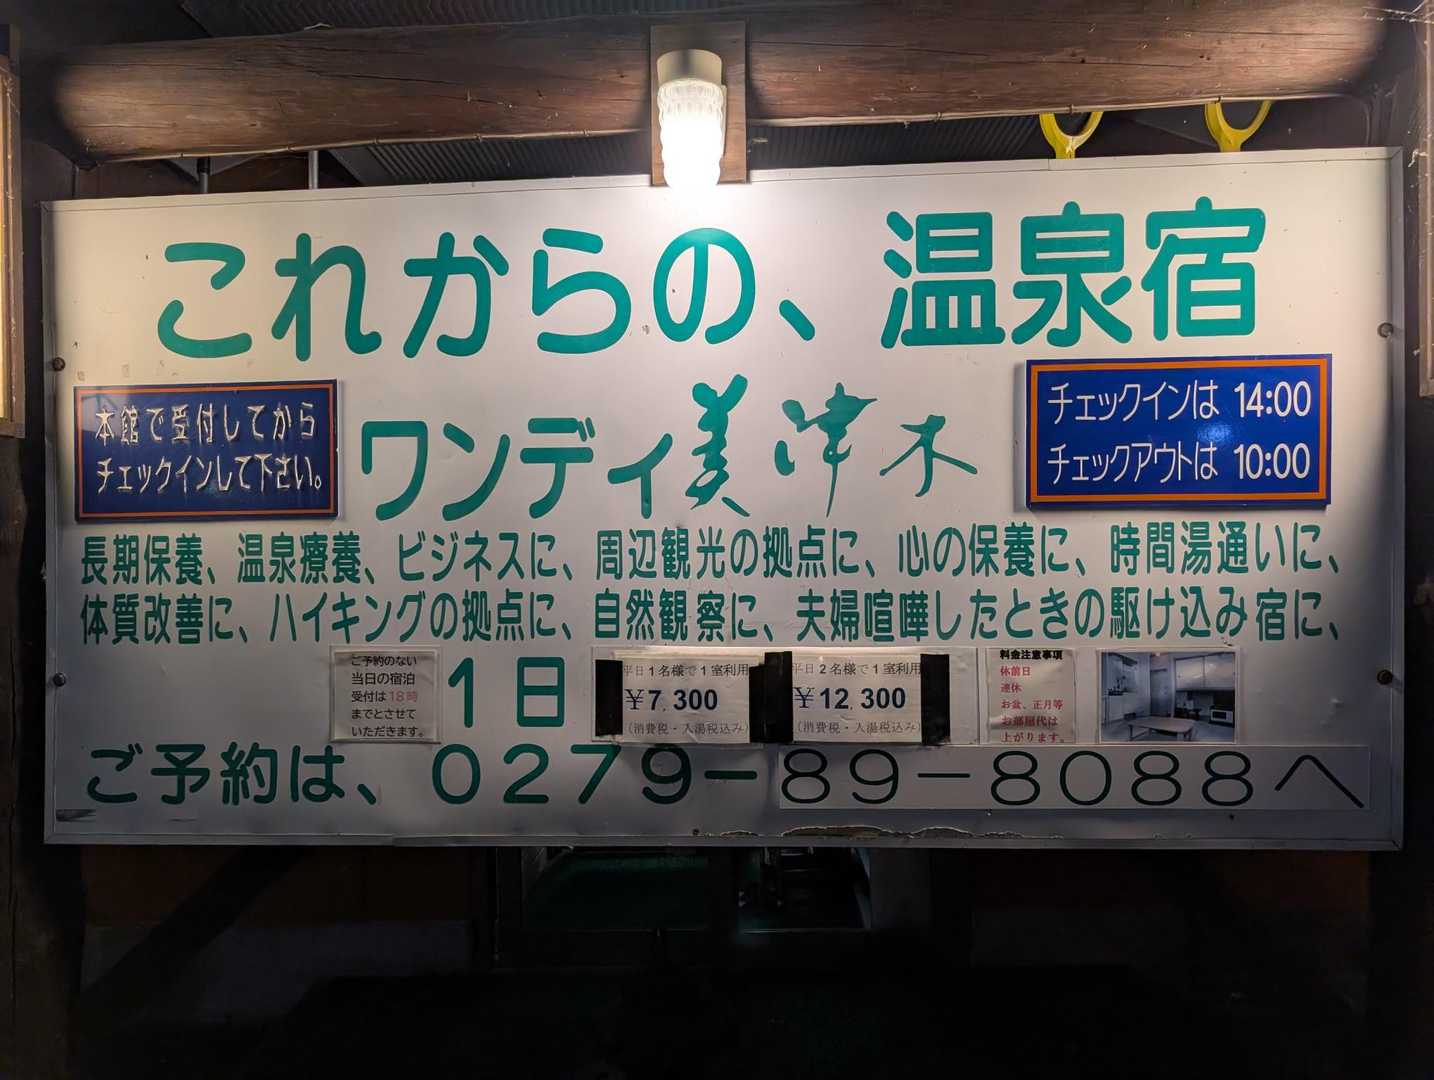 これからの、温泉宿
本館で受付してから
チェックインして下さい。
ワンディ美津木
チェックインは 14:00
チェックアウトは 10:00
長期保養、温泉療養、ビジネスに、周辺観光の拠点に、心の保養に、時間湯通いに、
体質改善に、ハイキングの拠点に、自然観察に、夫婦喧嘩したときの駆け込み宿に、
ご予約のない
当日の宿泊
受付は18時
までとさせて
いただきます。
1日
平日1名様で1室利用
￥7,300
(消費税・入湯税込み)
平日2名様で1室利用
￥12,300
(消費税・入湯税込み)
料金注意事項
休前日
連休
お盆、正月等
お部屋代は
上がります。
ご予約は、0279-89-8088へ